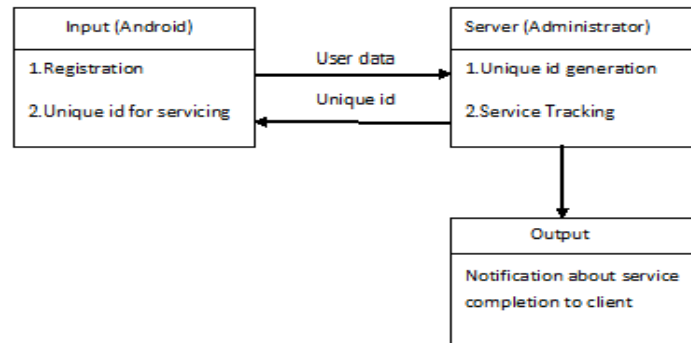 Input (Android)
1.Registration
2.Unique id for servicing
User data
Unique id
Server (Administrator)
1.Unique id generation
2.Service Tracking
Output
Notification about service
completion to client